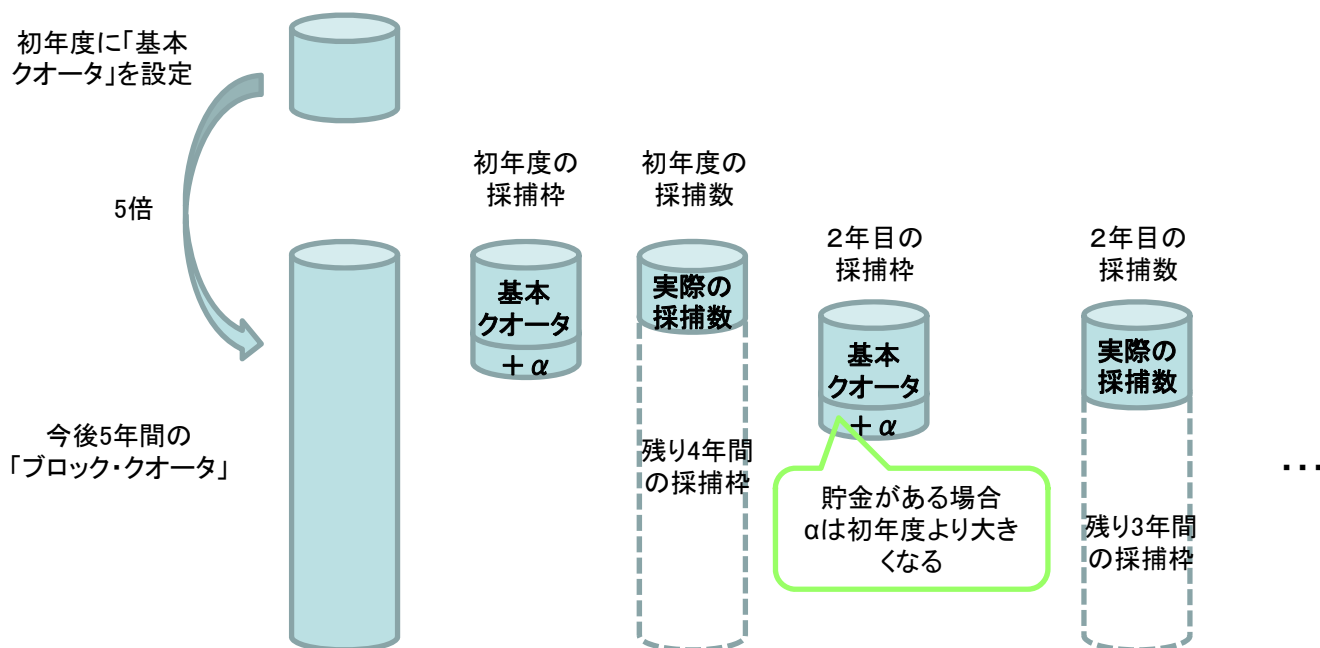 初年度に「基本
クオータ」を設定
5倍
今後5年間の
「ブロック・クオータ」
初年度の
採捕枠
基本
クオータ
＋α
初年度の
採捕数
実際の
採捕数
残り4年間
の採捕枠
２年目の
採捕枠
基本
クオータ
＋α
貯金がある場合
αは初年度より大き
くなる
２年目の
採捕数
実際の
採捕数
残り3年間
の採捕枠
…